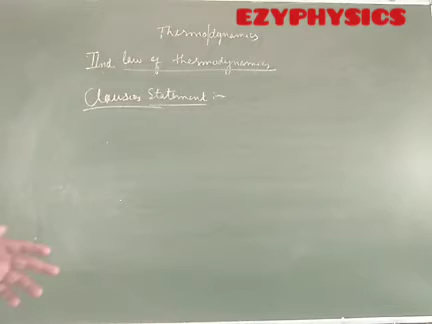 EZYPHYSICS
Thermodynamics
IInd law of thermodynamics
Clausius Statement :-